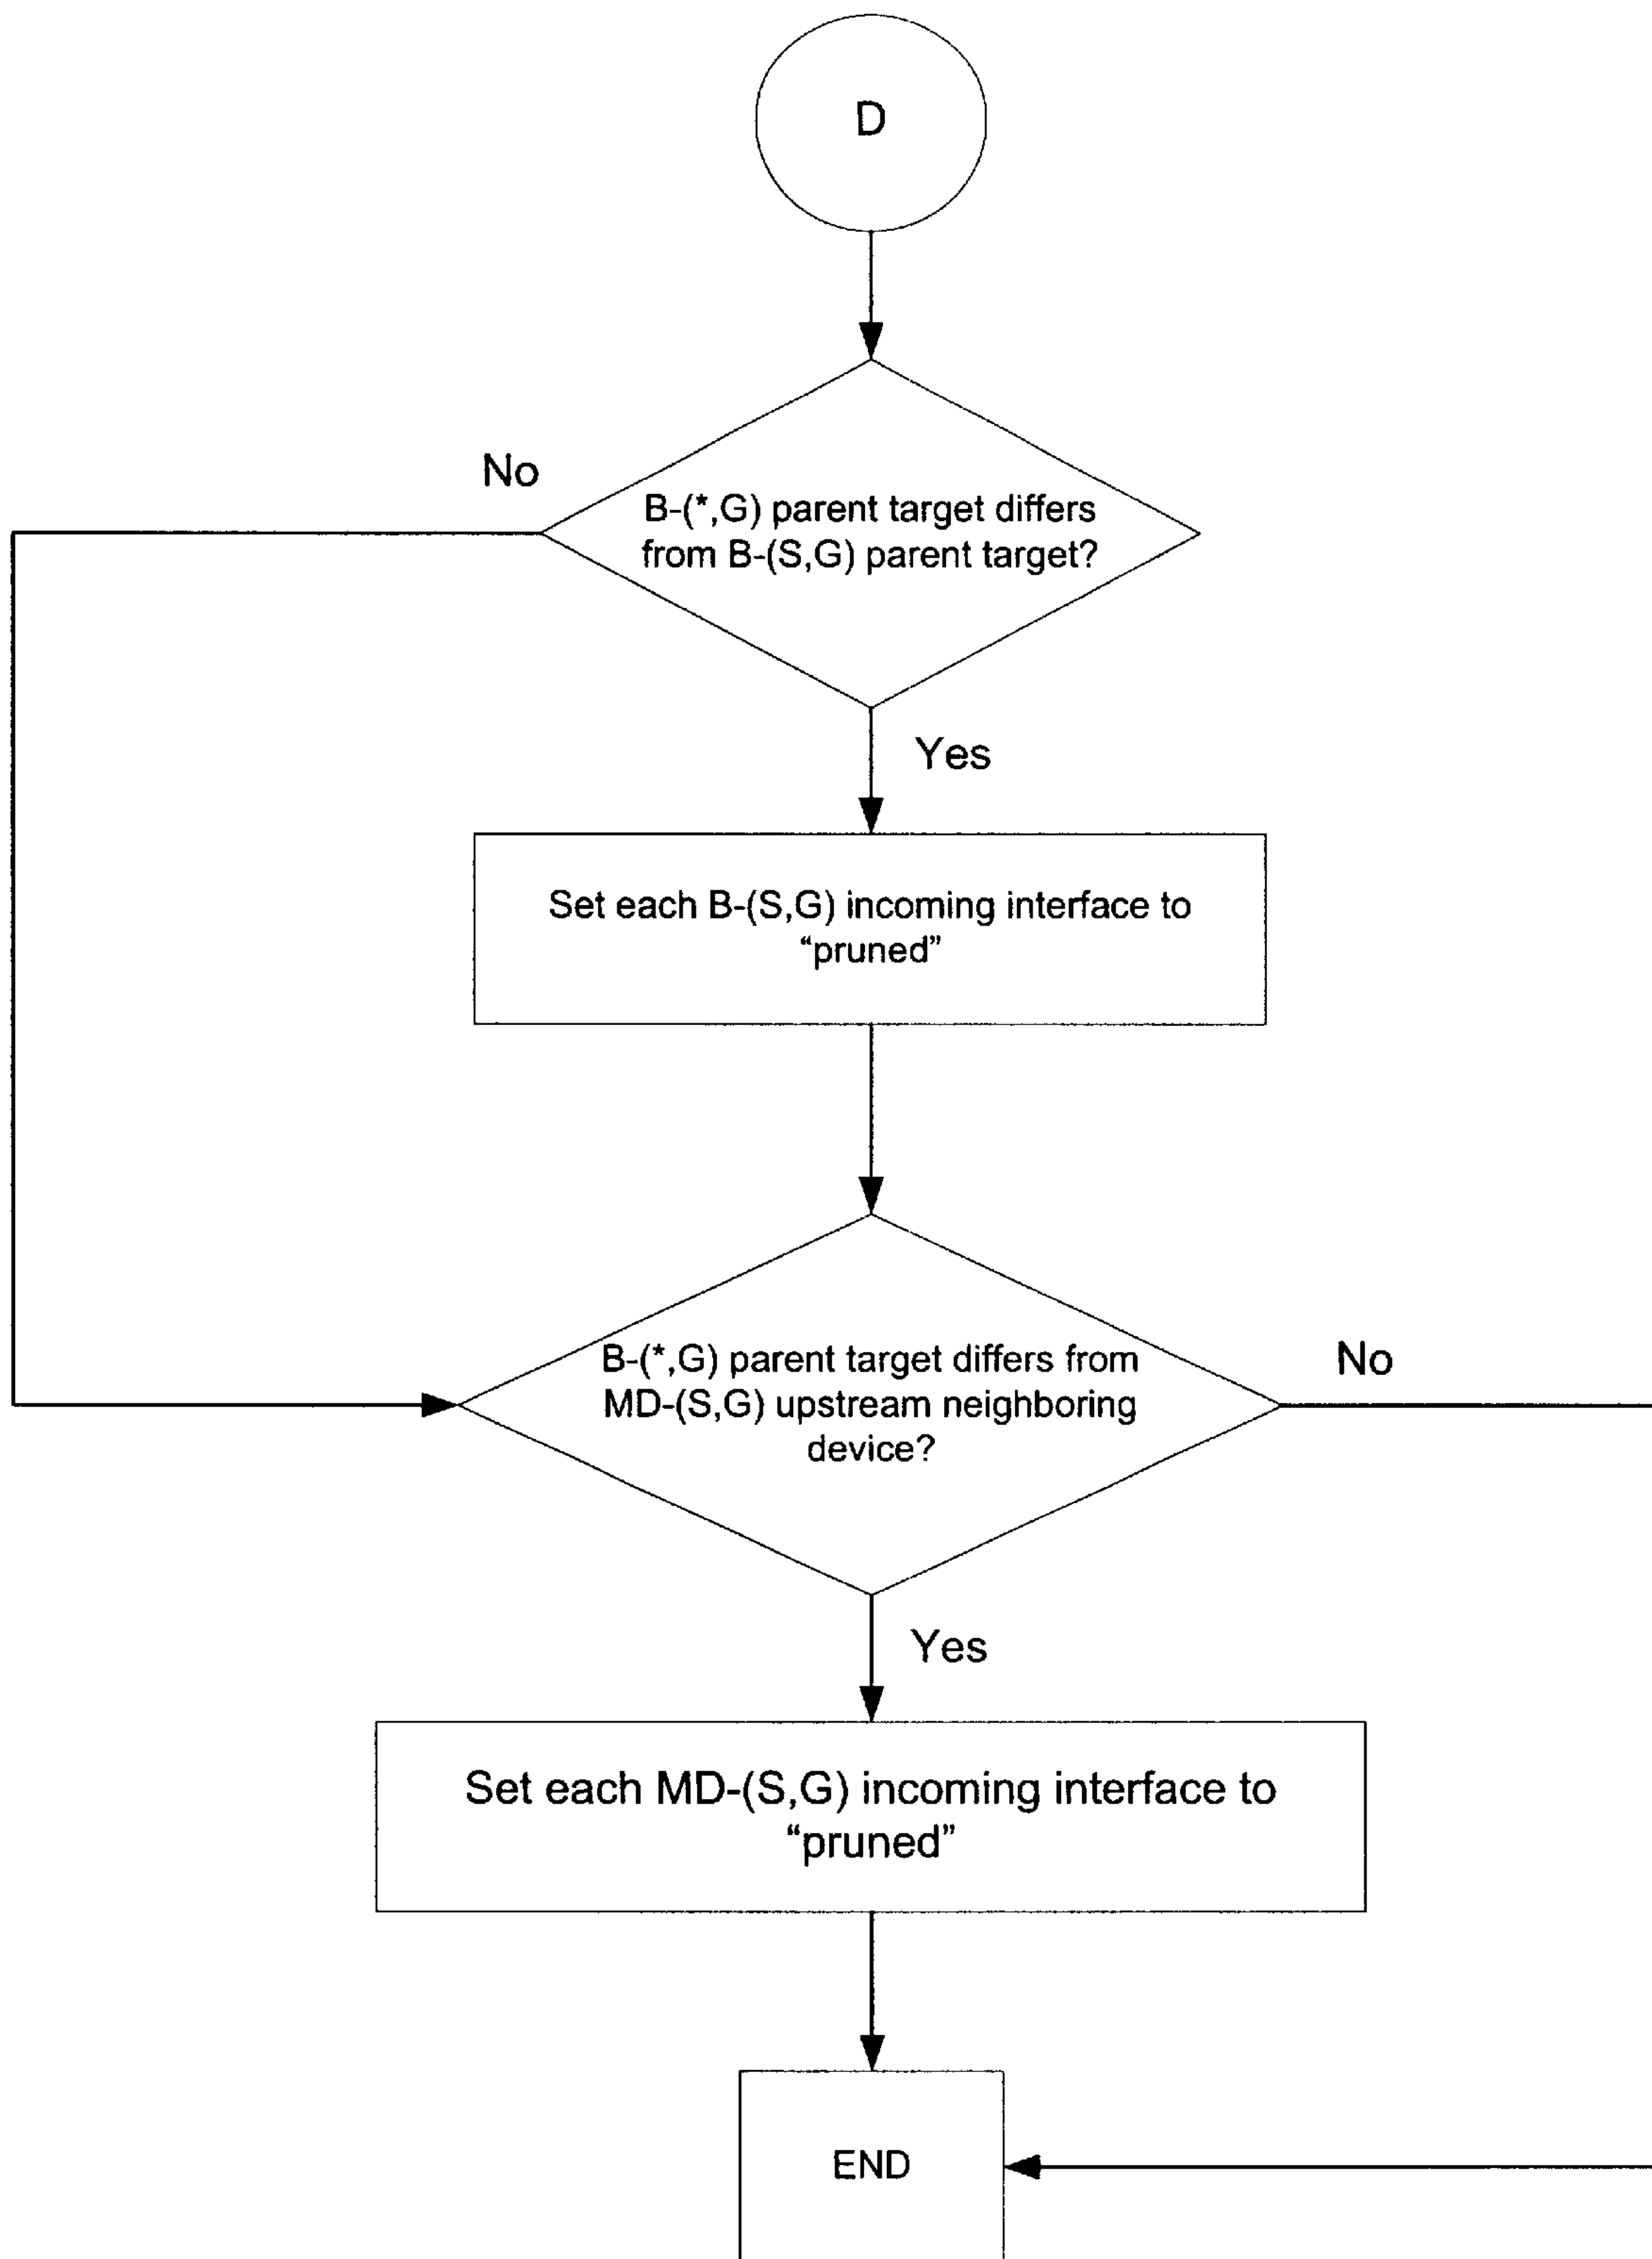 D
No
B-(*,G) parent target differs
from B-(S,G) parent target?
Yes
Set each B-(S,G) incoming interface to
“pruned”
B-(*,G) parent target differs from
MD-(S,G) upstream neighboring
device?
No
Yes
Set each MD-(S,G) incoming interface to
“pruned”
END